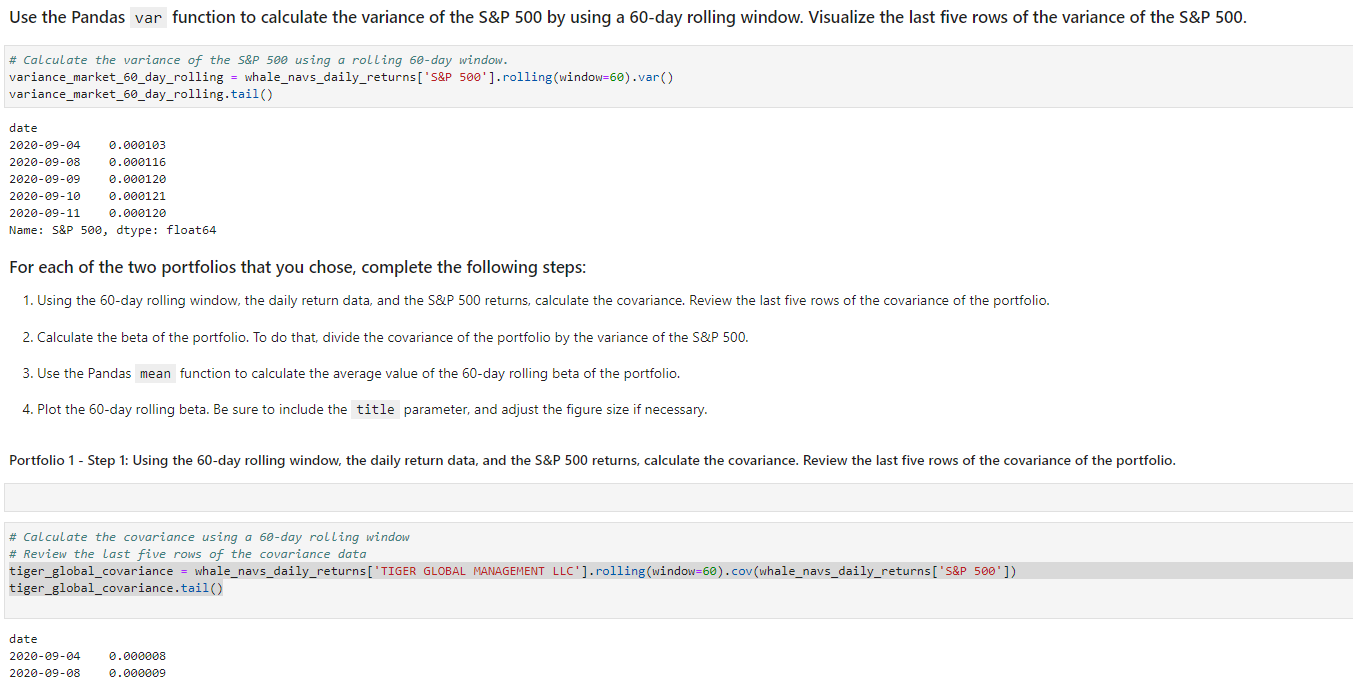 Use the Pandas var function to calculate the variance of the S&P 500 by using a 60-day rolling window. Visualize the last five rows of the variance of the S&P 500.
# Calculate the variance of the S&P 500 using a rolling 60-day window.
variance_market_60_day_rolling = whale_navs_daily_returns['S&P 500'].rolling(window=60).var()
variance_market_60_day_rolling.tail()
date
2020-09-04    0.000103
2020-09-08    0.000116
2020-09-09    0.000120
2020-09-10    0.000121
2020-09-11    0.000120
Name: S&P 500, dtype: float64
For each of the two portfolios that you chose, complete the following steps:
1. Using the 60-day rolling window, the daily return data, and the S&P 500 returns, calculate the covariance. Review the last five rows of the covariance of the portfolio.
2. Calculate the beta of the portfolio. To do that, divide the covariance of the portfolio by the variance of the S&P 500.
3. Use the Pandas mean function to calculate the average value of the 60-day rolling beta of the portfolio.
4. Plot the 60-day rolling beta. Be sure to include the title parameter, and adjust the figure size if necessary.
Portfolio 1 - Step 1: Using the 60-day rolling window, the daily return data, and the S&P 500 returns, calculate the covariance. Review the last five rows of the covariance of the portfolio.
# Calculate the covariance using a 60-day rolling window
# Review the last five rows of the covariance data
tiger_global_covariance = whale_navs_daily_returns['TIGER GLOBAL MANAGEMENT LLC'].rolling(window=60).cov(whale_navs_daily_returns['S&P 500'])
tiger_global_covariance.tail()
date
2020-09-04    0.000008
2020-09-08    0.000009